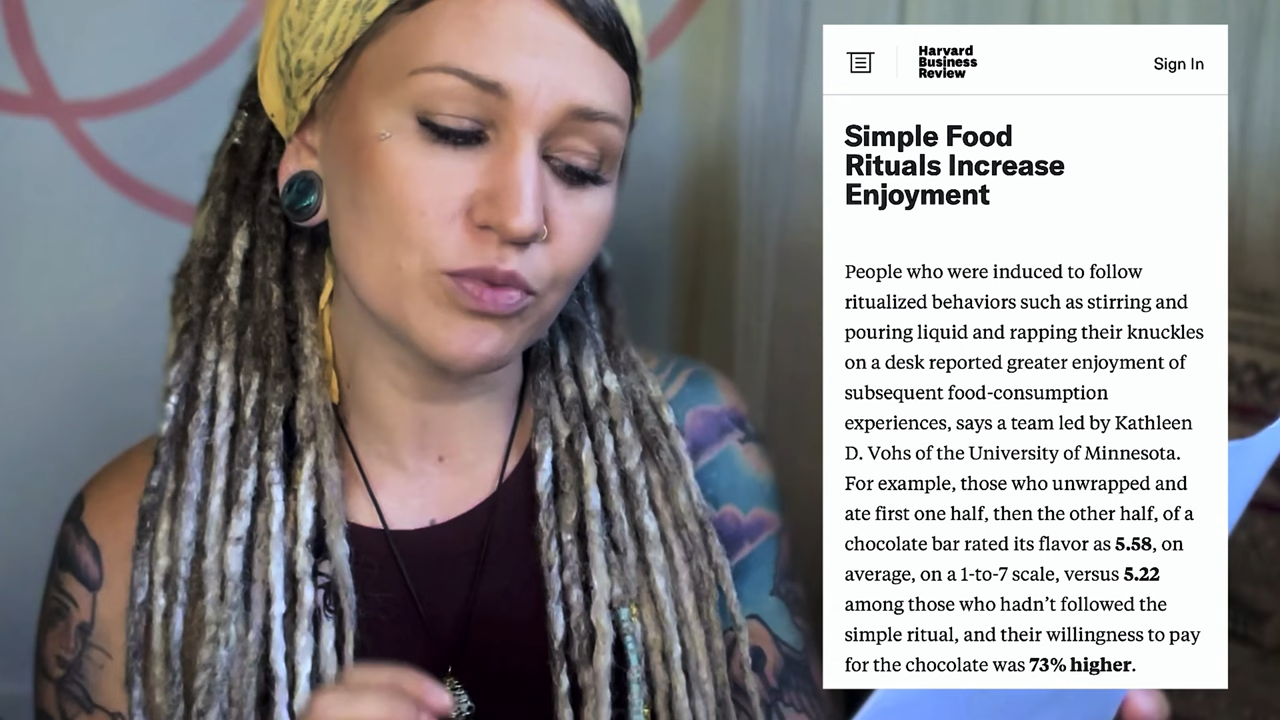 Harvard
Business
Review
Sign In
Simple Food
Rituals Increase
Enjoyment
People who were induced to follow
ritualized behaviors such as stirring and
pouring liquid and rapping their knuckles
on a desk reported greater enjoyment of
subsequent food-consumption
experiences, says a team led by Kathleen
D. Vohs of the University of Minnesota.
For example, those who unwrapped and
ate first one half, then the other half, of a
chocolate bar rated its flavor as 5.58, on
average, on a 1-to-7 scale, versus 5.22
among those who hadn’t followed the
simple ritual, and their willingness to pay
for the chocolate was 73% higher.